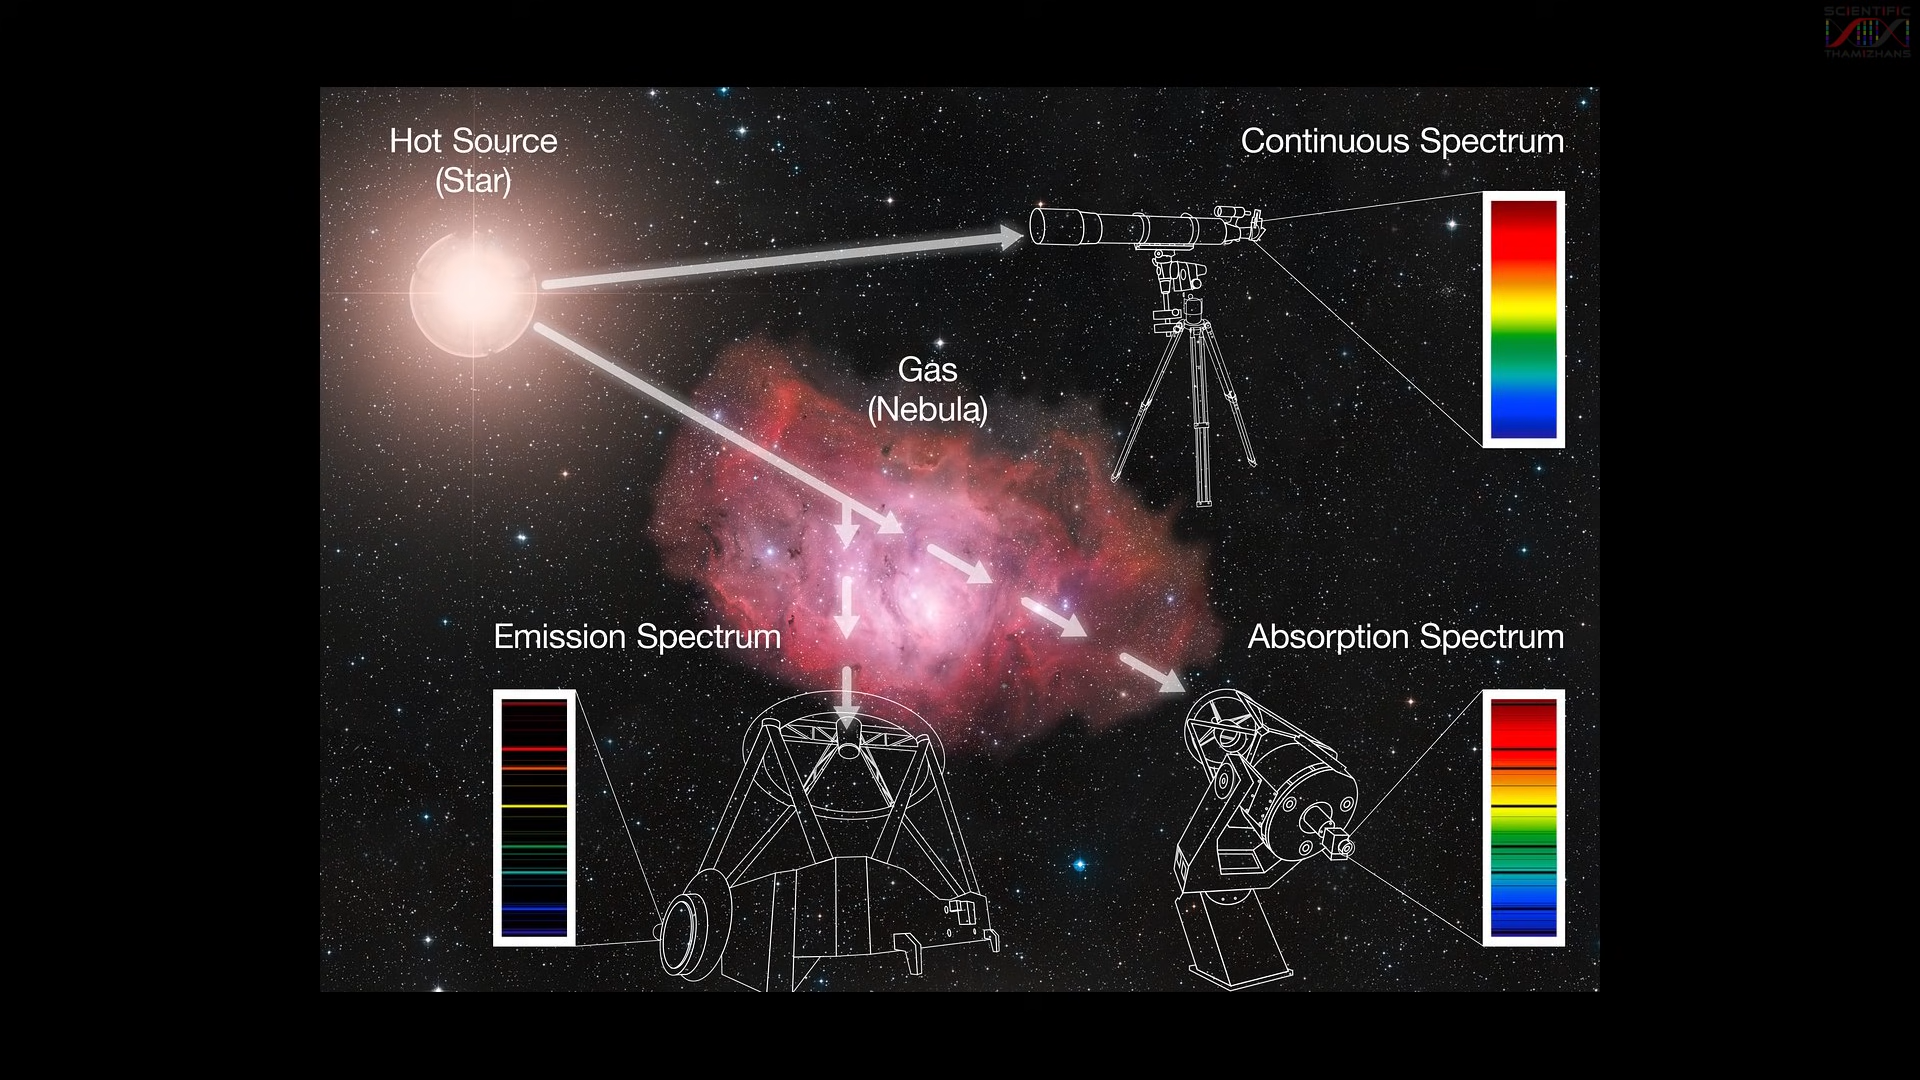 SCIENTIFIC
THAMIZHANS
Hot Source
(Star)
Continuous Spectrum
Gas
(Nebula)
Emission Spectrum
Absorption Spectrum